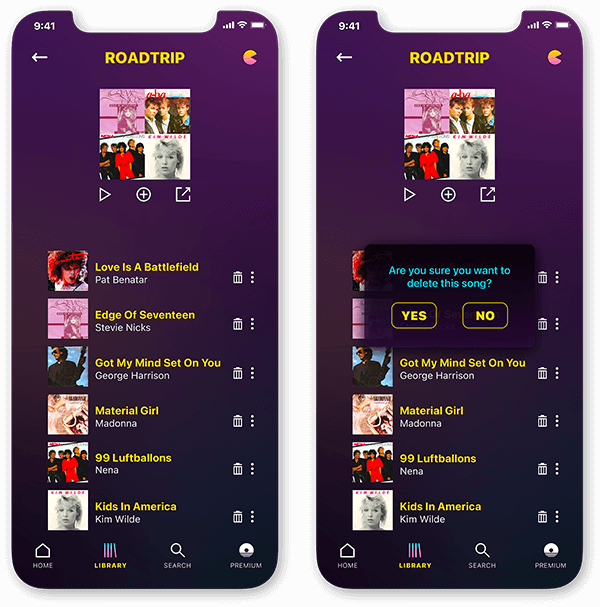 9:41
ROADTRIP
a-ha
KIM WILDE
Love Is A Battlefield
Pat Benatar
Edge Of Seventeen
Stevie Nicks
Got My Mind Set On You
George Harrison
Material Girl
Madonna
99 Luftballons
Nena
Kids In America
Kim Wilde
HOME
LIBRARY
SEARCH
PREMIUM
9:41
ROADTRIP
a-ha
KIM WILDE
Are you sure you want to
delete this song?
YES
NO
Got My Mind Set On You
George Harrison
Material Girl
Madonna
99 Luftballons
Nena
Kids In America
Kim Wilde
HOME
LIBRARY
SEARCH
PREMIUM